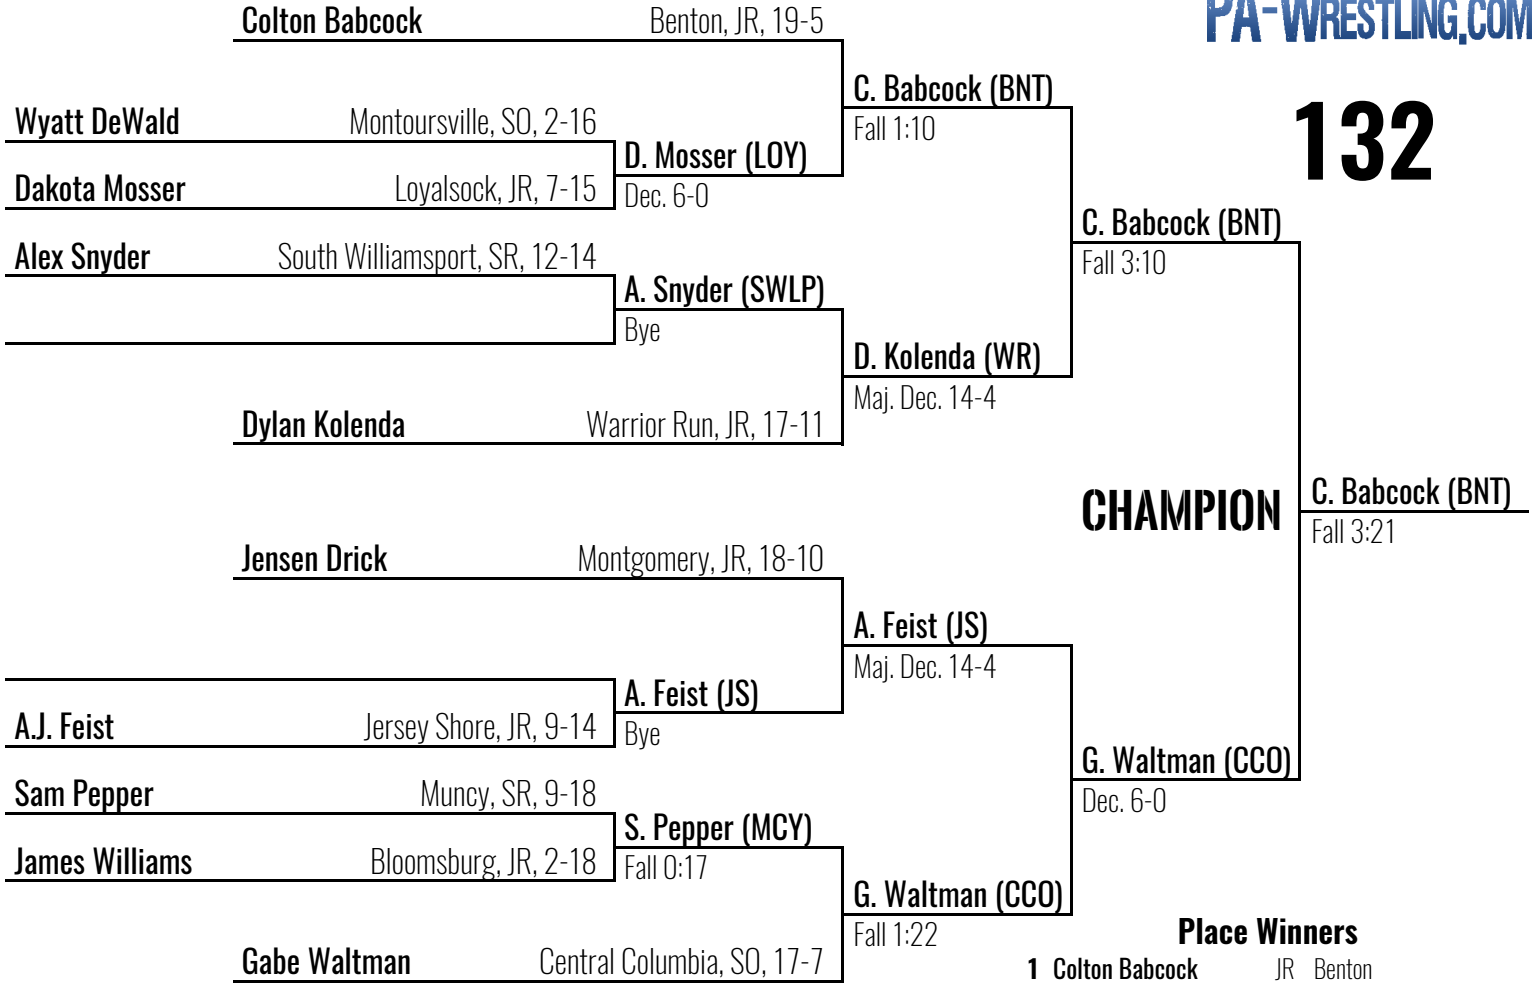 PA-WRESTLING.COM
132
Colton Babcock Benton, JR, 19-5
C. Babcock (BNT)
Fall 1:10
Wyatt DeWald Montoursville, SO, 2-16
D. Mosser (LOY)
Dec. 6-0
Dakota Mosser Loyalsock, JR, 7-15
C. Babcock (BNT)
Fall 3:10
Alex Snyder South Williamsport, SR, 12-14
A. Snyder (SWLP)
Bye
D. Kolenda (WR)
Maj. Dec. 14-4
Dylan Kolenda Warrior Run, JR, 17-11
CHAMPION
C. Babcock (BNT)
Fall 3:21
Jensen Drick Montgomery, JR, 18-10
A. Feist (JS)
Maj. Dec. 14-4
A. Feist (JS)
Bye
A.J. Feist Jersey Shore, JR, 9-14
G. Waltman (CCO)
Dec. 6-0
Sam Pepper Muncy, SR, 9-18
S. Pepper (MCY)
Fall 0:17
James Williams Bloomsburg, JR, 2-18
G. Waltman (CCO)
Fall 1:22
Gabe Waltman Central Columbia, SO, 17-7
Place Winners
1 Colton Babcock JR Benton